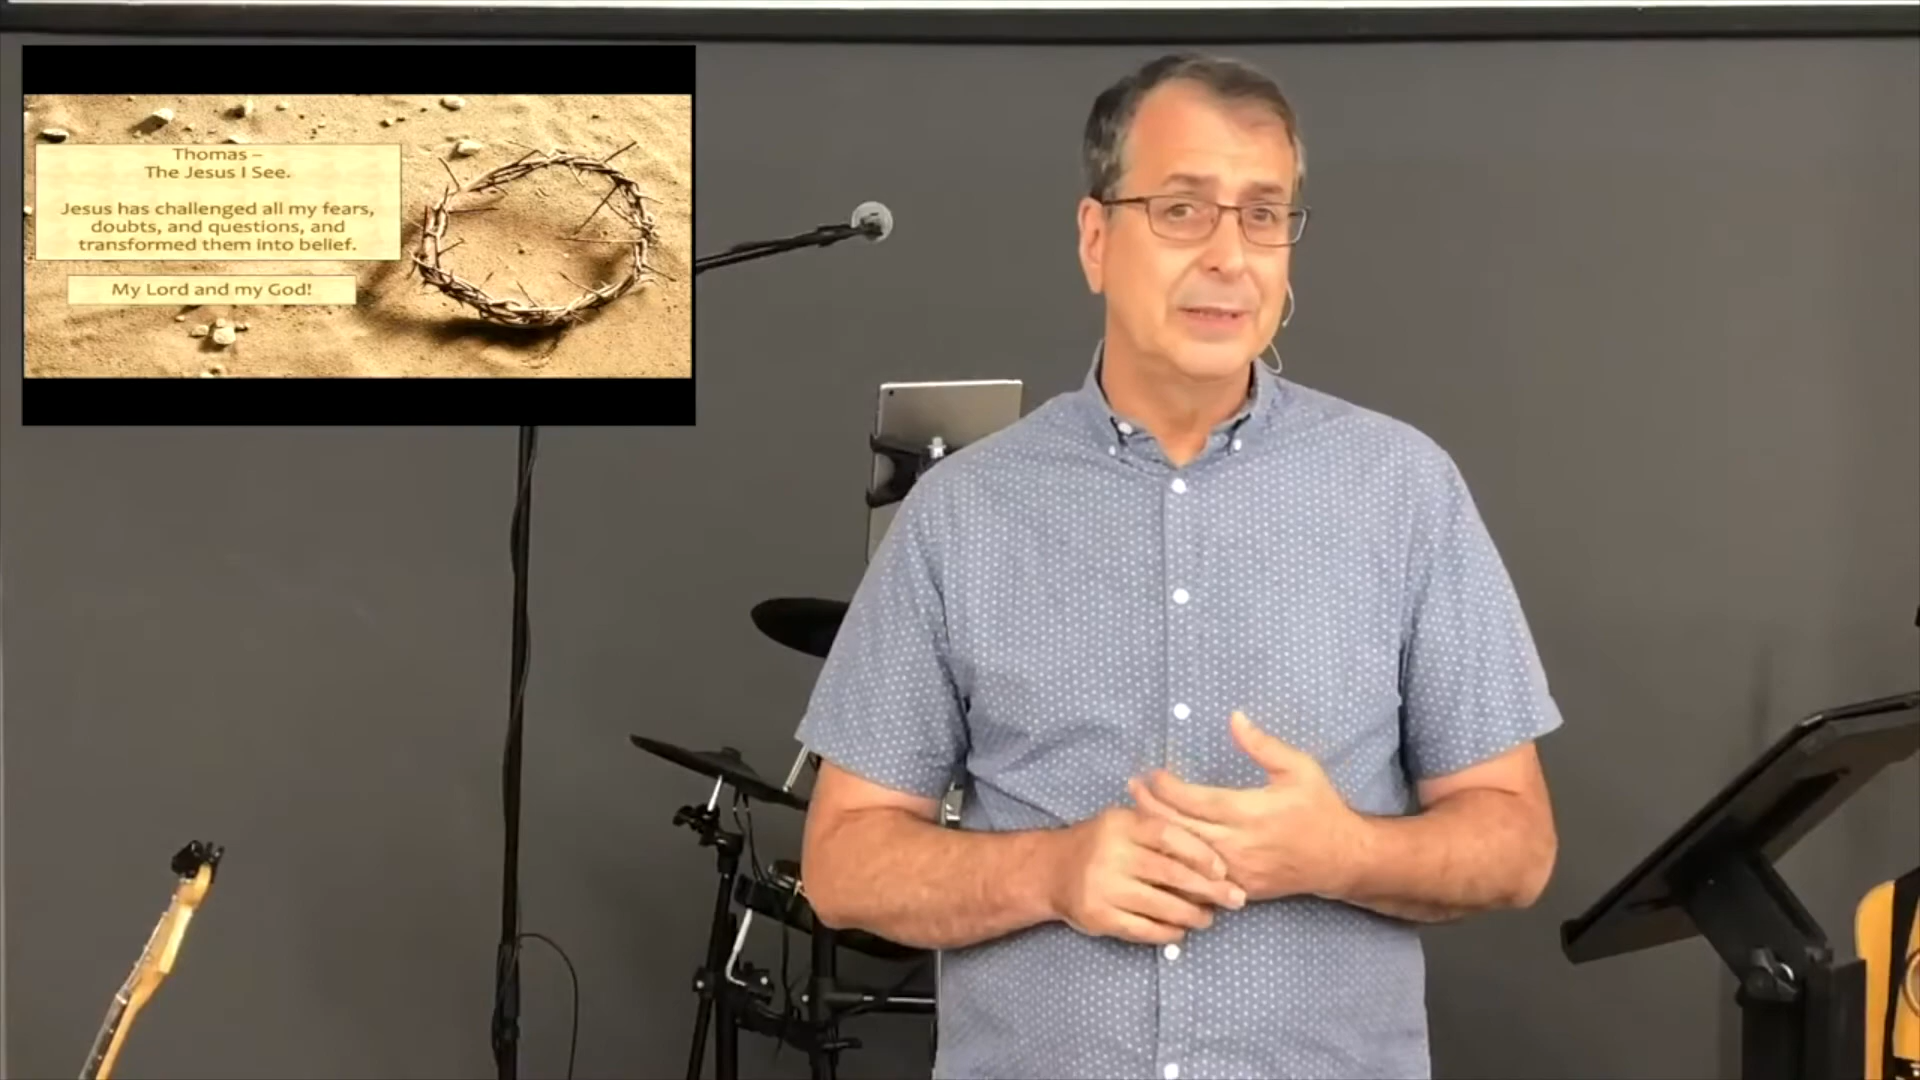 Thomas –
The Jesus I See.
Jesus has challenged all my fears,
doubts, and questions, and
transformed them into belief.
My Lord and my God!